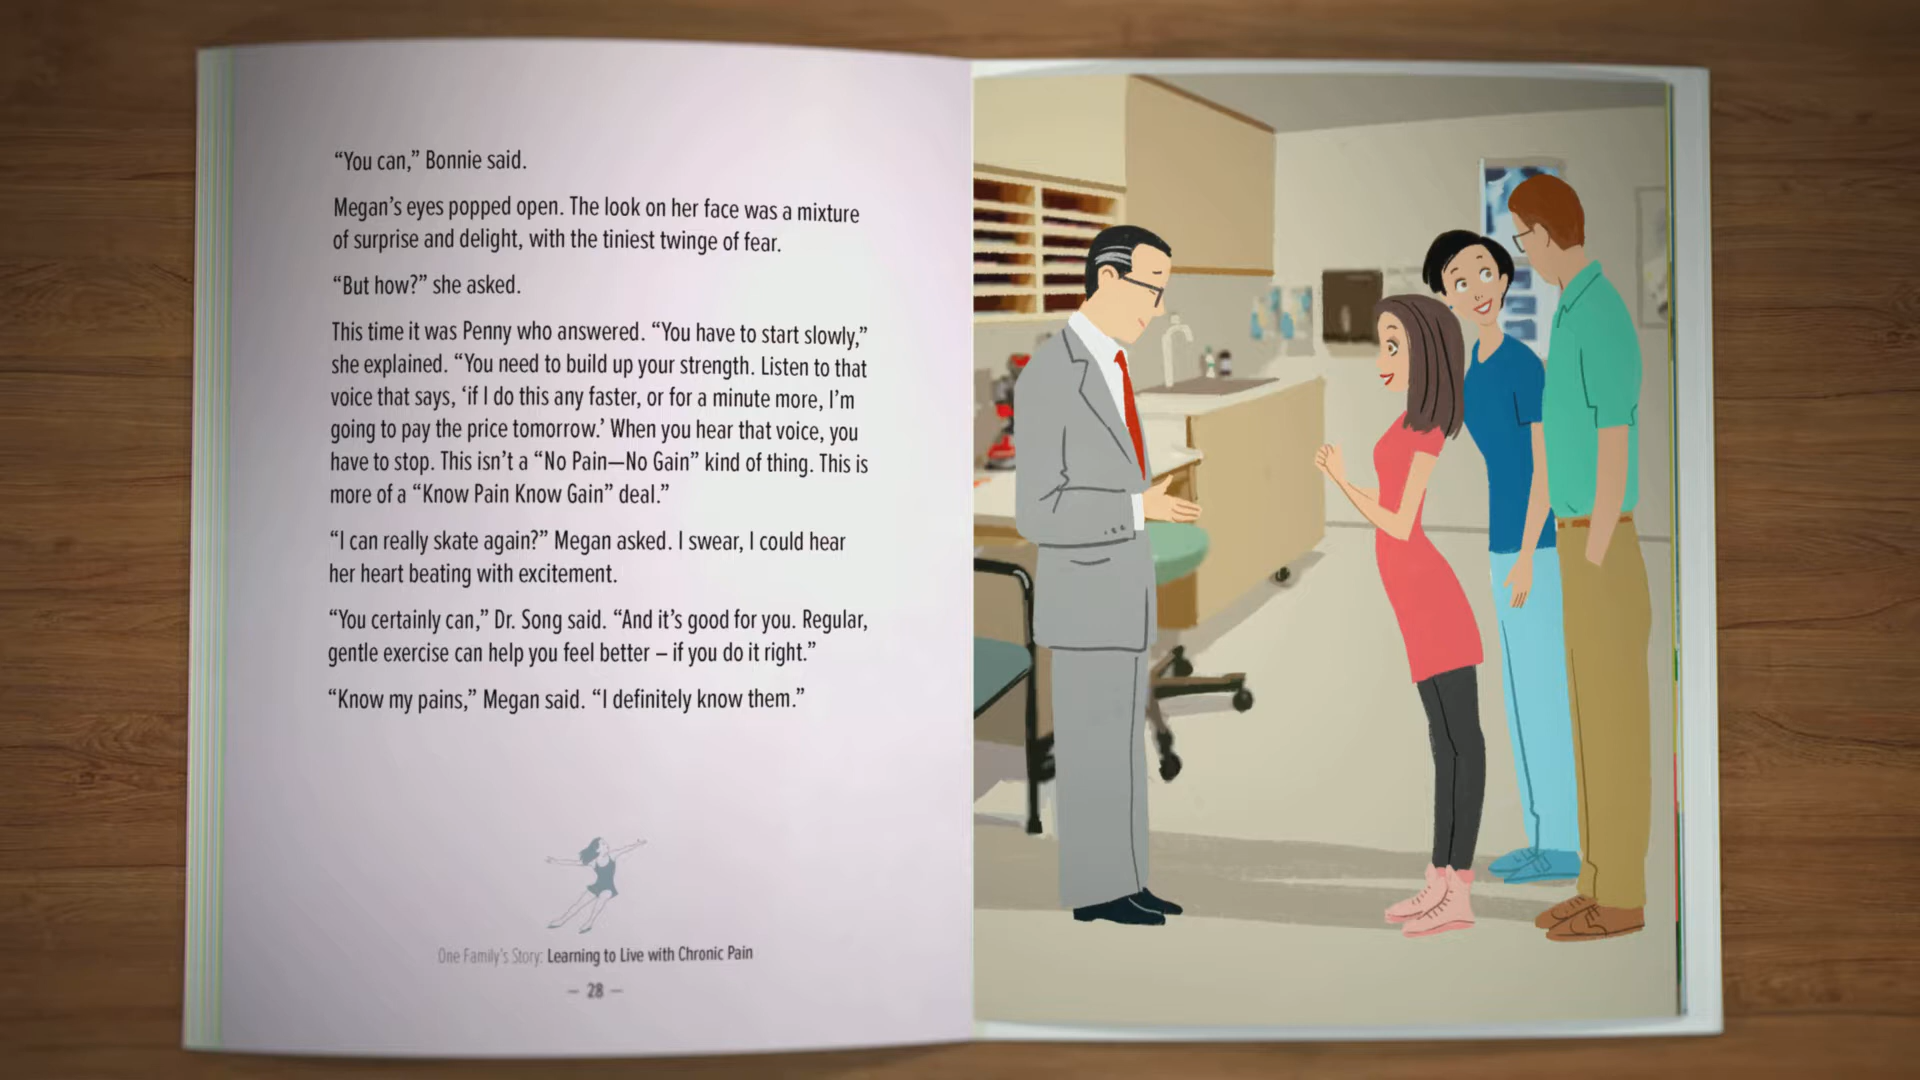 “You can,” Bonnie said.
Megan’s eyes popped open. The look on her face was a mixture
of surprise and delight, with the tiniest twinge of fear.
“But how?” she asked.
This time it was Penny who answered. “You have to start slowly,”
she explained. “You need to build up your strength. Listen to that
voice that says, ‘if I do this any faster, or for a minute more, I’m
going to pay the price tomorrow.’ When you hear that voice, you
have to stop. This isn’t a “No Pain—No Gain” kind of thing. This is
more of a “Know Pain Know Gain” deal.”
“I can really skate again?” Megan asked. I swear, I could hear
her heart beating with excitement.
“You certainly can,” Dr. Song said. “And it’s good for you. Regular,
gentle exercise can help you feel better – if you do it right.”
“Know my pains,” Megan said. “I definitely know them.”
One Family’s Story: Learning to Live with Chronic Pain
— 28 —